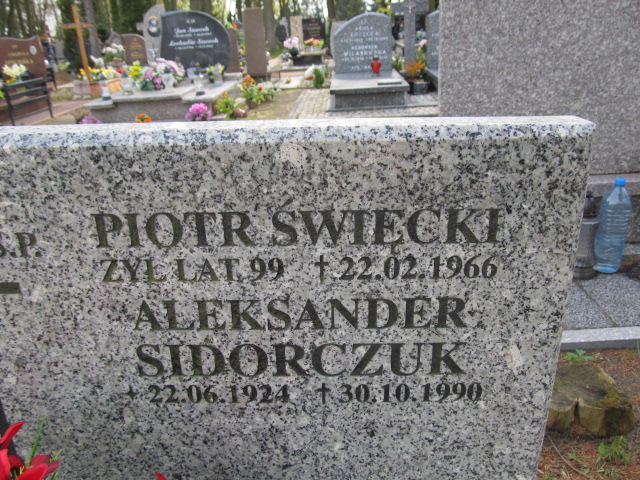 Ś.P.
PIOTR ŚWIĘCKI
ŻYŁ LAT 99 †22.02.1966
ALEKSANDER
SIDORCZUK
* 22.06.1924 †30.10.1990